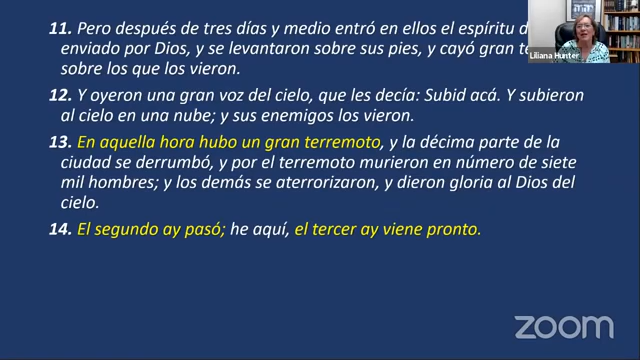 11. Pero después de tres días y medio entró en ellos el espíritu d
enviado por Dios, y se levantaron sobre sus pies, y cayó gran te
sobre los que los vieron.
12. Y oyeron una gran voz del cielo, que les decía: Subid acá. Y subieron
al cielo en una nube; y sus enemigos los vieron.
13. En aquella hora hubo un gran terremoto, y la décima parte de la
ciudad se derrumbó, y por el terremoto murieron en número de siete
mil hombres; y los demás se aterrorizaron, y dieron gloria al Dios del
cielo.
14. El segundo ay pasó; he aquí, el tercer ay viene pronto.
Liliana Hunter
zoom